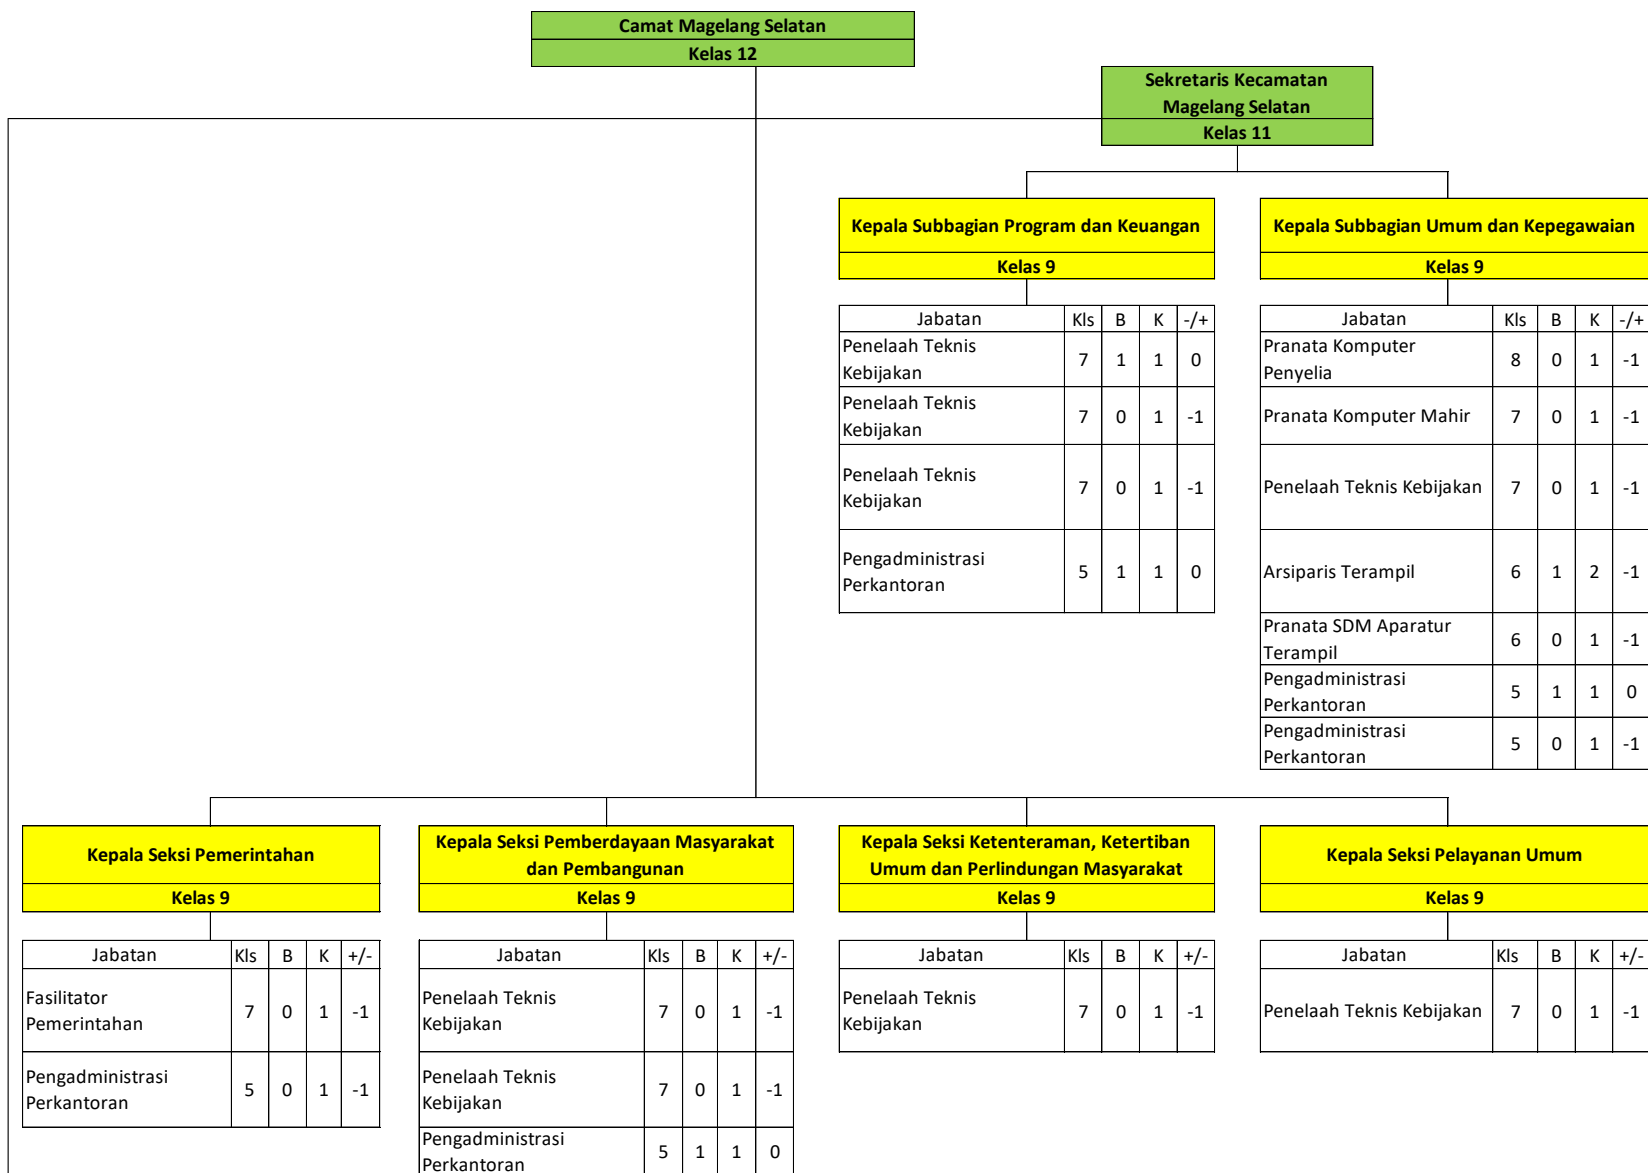 Camat Magelang Selatan
Kelas 12
Sekretaris Kecamatan
Magelang Selatan
Kelas 11
Kepala Subbagian Program dan Keuangan
Kelas 9
Jabatan Kls B K -/+
Penelaah Teknis
Kebijakan 7 1 1 0
Penelaah Teknis
Kebijakan 7 0 1 -1
Penelaah Teknis
Kebijakan 7 0 1 -1
Pengadministrasi
Perkantoran 5 1 1 0
Kepala Subbagian Umum dan Kepegawaian
Kelas 9
Jabatan Kls B K -/+
Pranata Komputer
Penyelia 8 0 1 -1
Pranata Komputer Mahir 7 0 1 -1
Penelaah Teknis Kebijakan 7 0 1 -1
Arsiparis Terampil 6 1 2 -1
Pranata SDM Aparatur
Terampil 6 0 1 -1
Pengadministrasi
Perkantoran 5 1 1 0
Pengadministrasi
Perkantoran 5 0 1 -1
Kepala Seksi Pemerintahan
Kelas 9
Jabatan Kls B K +/-
Fasilitator
Pemerintahan 7 0 1 -1
Pengadministrasi
Perkantoran 5 0 1 -1
Kepala Seksi Pemberdayaan Masyarakat
dan Pembangunan
Kelas 9
Jabatan Kls B K +/-
Penelaah Teknis
Kebijakan 7 0 1 -1
Penelaah Teknis
Kebijakan 7 0 1 -1
Pengadministrasi
Perkantoran 5 1 1 0
Kepala Seksi Ketenteraman, Ketertiban
Umum dan Perlindungan Masyarakat
Kelas 9
Jabatan Kls B K +/-
Penelaah Teknis
Kebijakan 7 0 1 -1
Kepala Seksi Pelayanan Umum
Kelas 9
Jabatan Kls B K +/-
Penelaah Teknis Kebijakan 7 0 1 -1